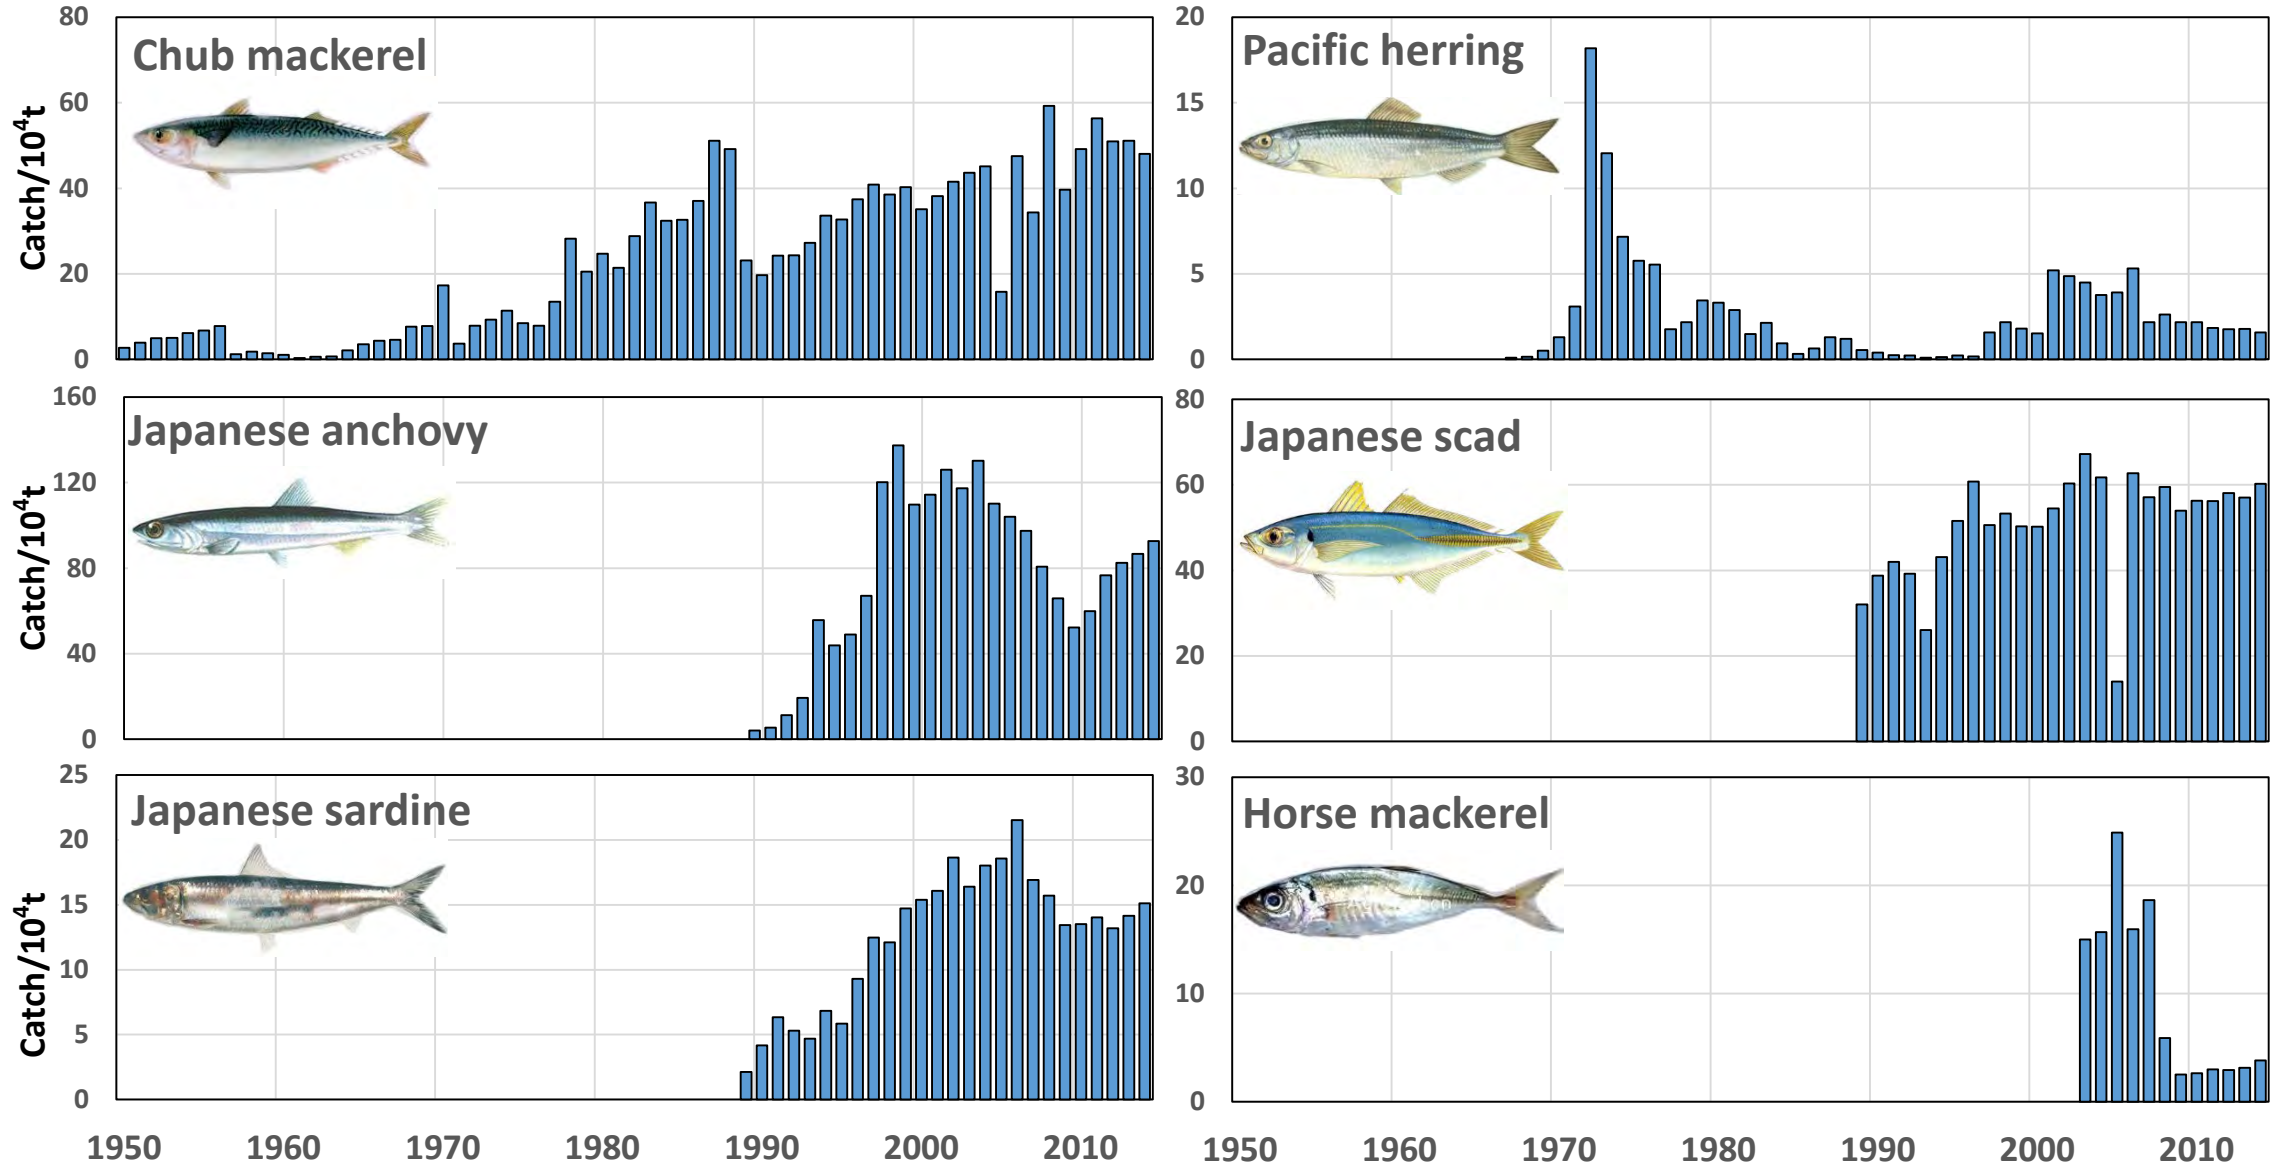 Chub mackerel
Catch/10⁴t
80
60
40
20
0
Pacific herring
20
15
10
5
0
Japanese anchovy
Catch/10⁴t
160
120
80
40
0
Japanese scad
80
60
40
20
0
Japanese sardine
Catch/10⁴t
25
20
15
10
5
0
1950 1960 1970 1980 1990 2000 2010
Horse mackerel
30
20
10
0
1950 1960 1970 1980 1990 2000 2010